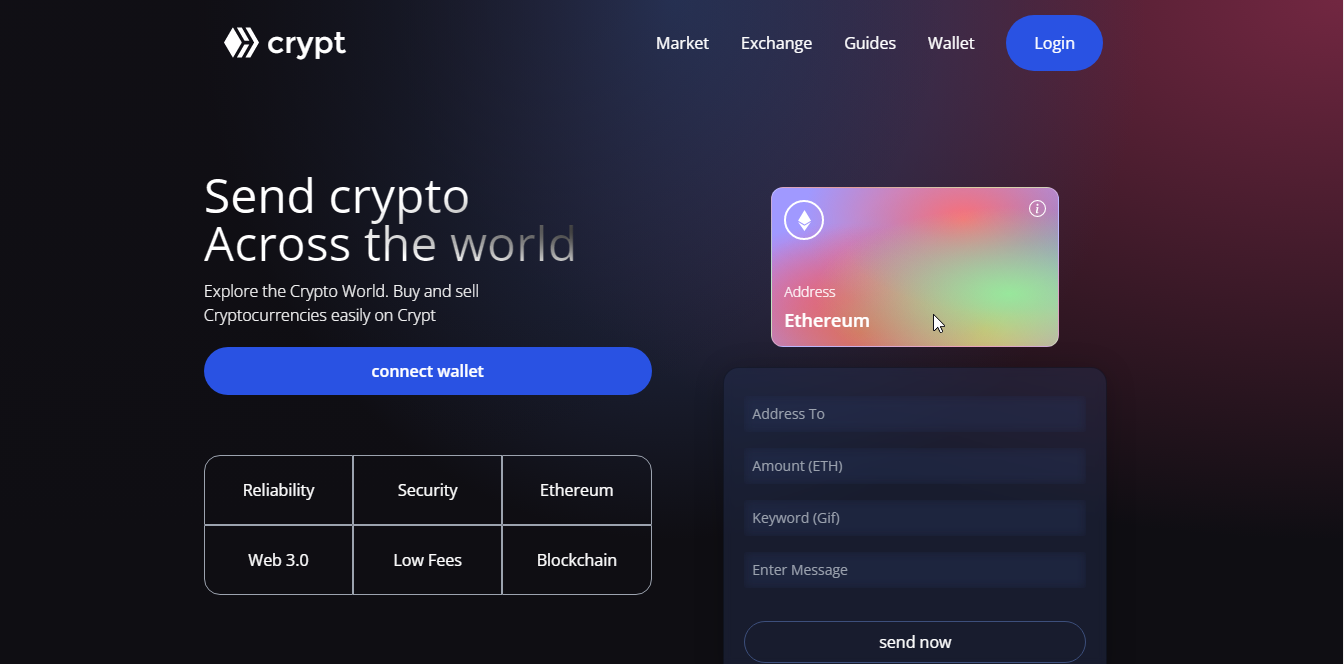 crypt
Market
Exchange
Guides
Wallet
Login
Send crypto
Across the world
Explore the Crypto World. Buy and sell
Cryptocurrencies easily on Crypt
connect wallet
Reliability
Security
Ethereum
Web 3.0
Low Fees
Blockchain
i
Address
Ethereum
Address To
Amount (ETH)
Keyword (Gif)
Enter Message
send now